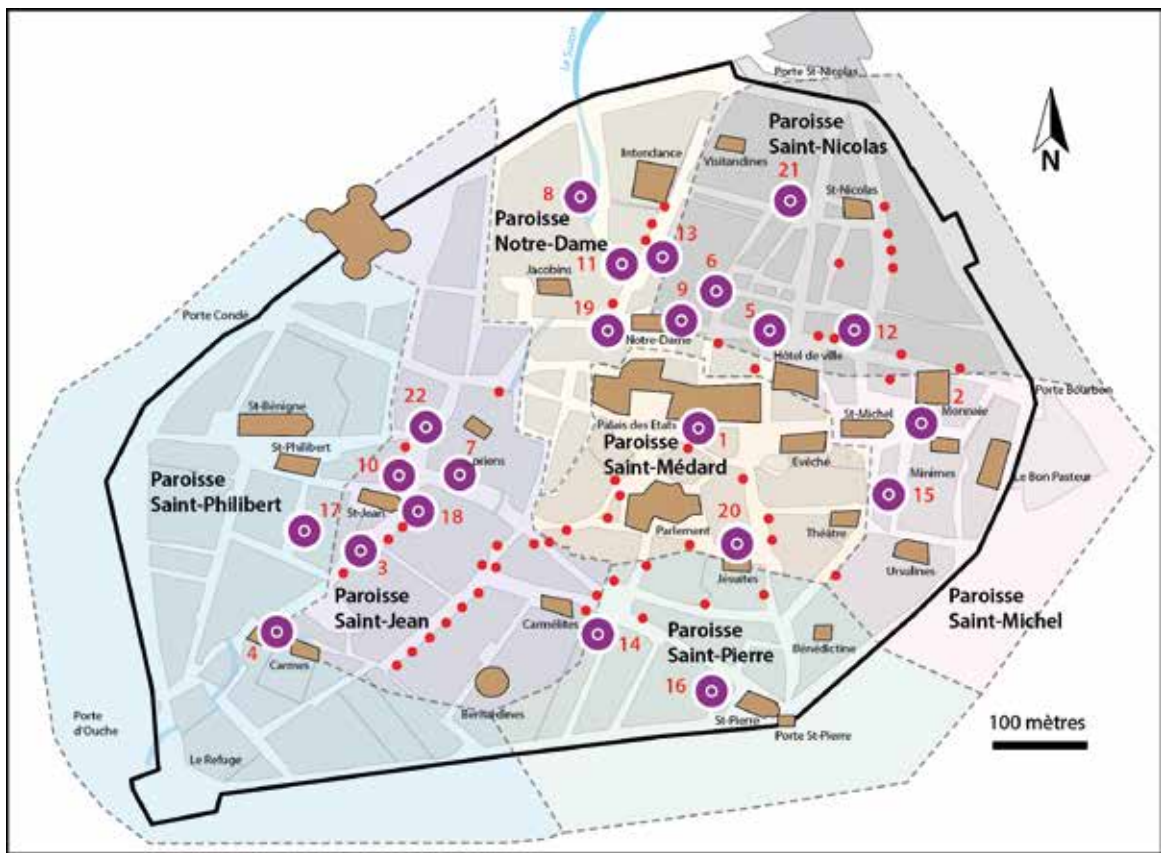 Le Suzon
Porte St-Nicolas
Paroisse
Saint-Nicolas
N
Intendance
Visitandines
21
St-Nicolas
8
Paroisse
Notre-Dame
13
11
6
Jacobins
19
9
5
12
Porte Condé
Notre-Dame
Hôtel de ville
Porte Bourbon
2
Monnaie
22
St-Bénigne
St-Michel
Palais des Etats
1
St-Philibert
7
Paroisse
Saint-Médard
Evêché
Minimes
Le Bon Pasteur
10
Paroisse
Saint-Philibert
15
17
St-Jean
18
20
Parlement
Théâtre
3
Jésuites
Ursulines
Paroisse
Saint-Jean
Paroisse
Saint-Michel
Carmélites
4
Carmes
14
Paroisse
Saint-Pierre
Bénédictine
16
Bernardines
St-Pierre
Porte
d'Ouche
Porte St-Pierre
100 mètres
Le Refuge